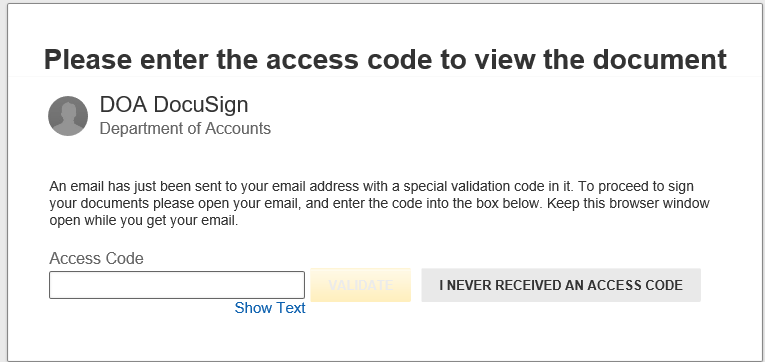 Please enter the access code to view the document
DOA DocuSign
Department of Accounts
An email has just been sent to your email address with a special validation code in it. To proceed to sign
your documents please open your email, and enter the code into the box below. Keep this browser window
open while you get your email.
Access Code
VALIDATE
I NEVER RECEIVED AN ACCESS CODE
Show Text